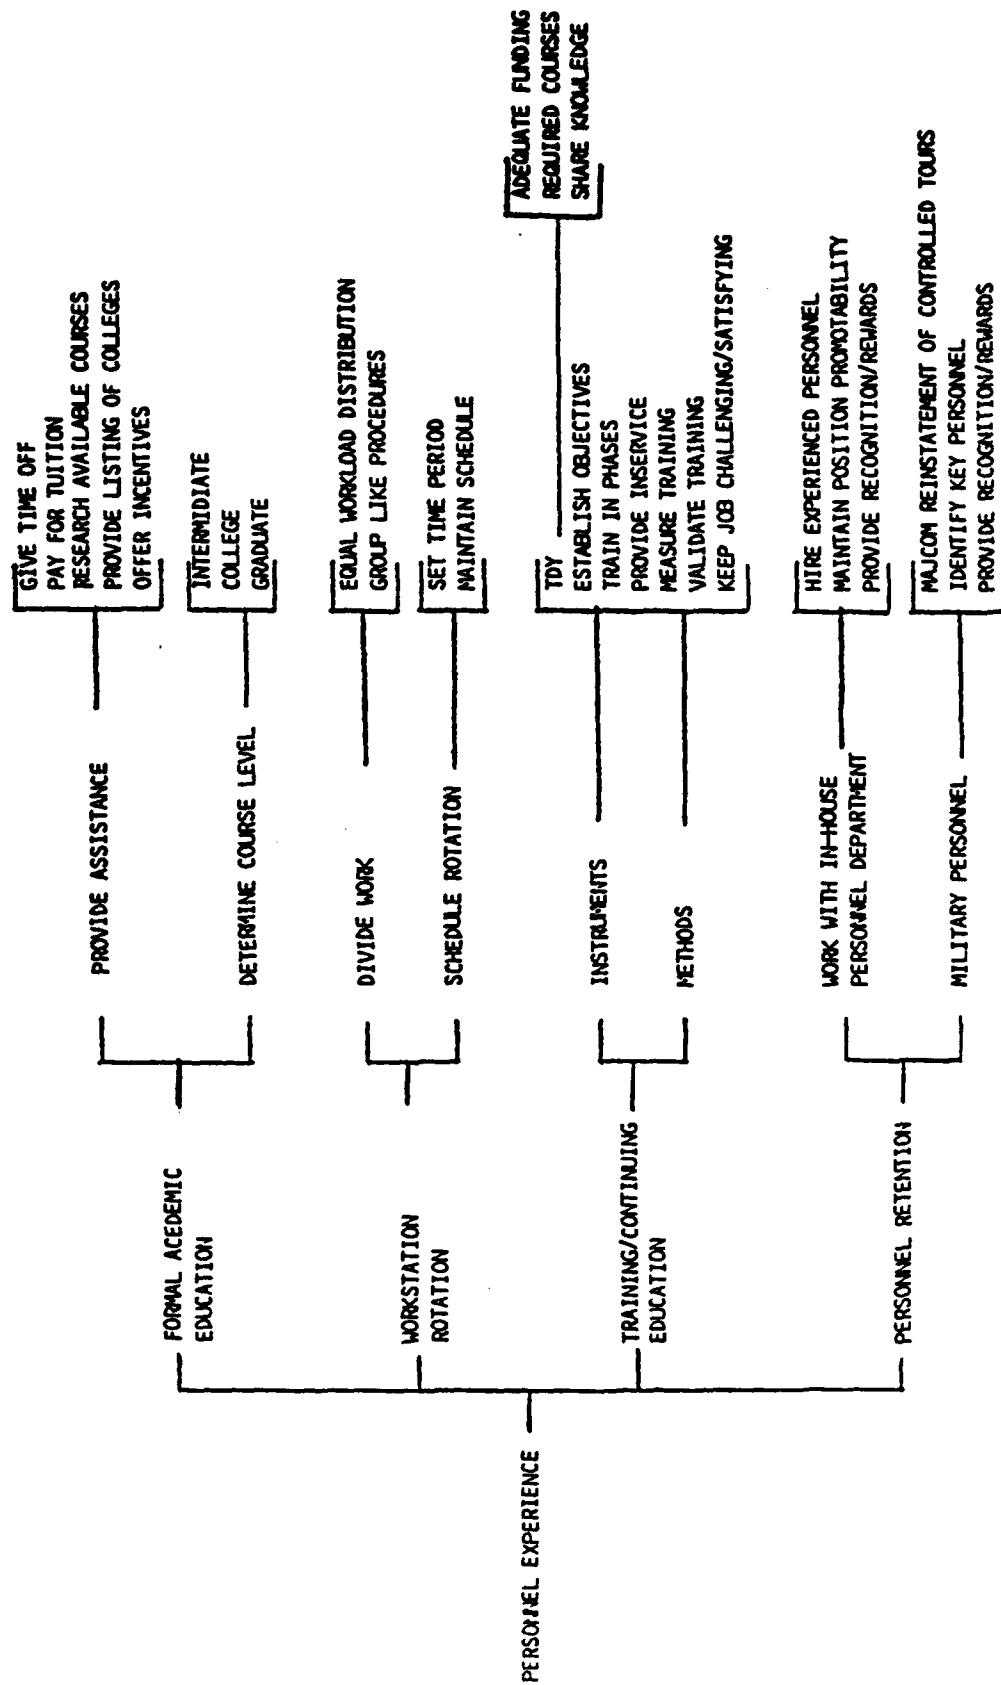 PERSONNEL EXPERIENCE
FORMAL ACEDEMIC
EDUCATION
PROVIDE ASSISTANCE
GIVE TIME OFF
PAY FOR TUITION
RESEARCH AVAILABLE COURSES
PROVIDE LISTING OF COLLEGES
OFFER INCENTIVES
DETERMINE COURSE LEVEL
INTERMIDIATE
COLLEGE
GRADUATE
WORKSTATION
ROTATION
DIVIDE WORK
EQUAL WORKLOAD DISTRIBUTION
GROUP LIKE PROCEDURES
SCHEDULE ROTATION
SET TIME PERIOD
MAINTAIN SCHEDULE
TRAINING/CONTINUING
EDUCATION
INSTRUMENTS
METHODS
TDY
ESTABLISH OBJECTIVES
TRAIN IN PHASES
PROVIDE INSERVICE
MEASURE TRAINING
VALIDATE TRAINING
KEEP JOB CHALLENGING/SATISFYING
ADEQUATE FUNDING
REQUIRED COURSES
SHARE KNOWLEDGE
PERSONNEL RETENTION
WORK WITH IN-HOUSE
PERSONNEL DEPARTMENT
HIRE EXPERIENCED PERSONNEL
MAINTAIN POSITION PROMOTABILITY
PROVIDE RECOGNITION/REWARDS
MILITARY PERSONNEL
MAJCOM REINSTATEMENT OF CONTROLLED TOURS
IDENTIFY KEY PERSONNEL
PROVIDE RECOGNITION/REWARDS